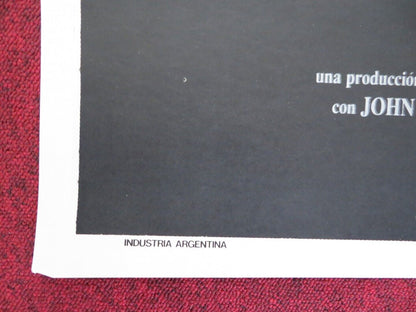 una producción
con JOHN
INDUSTRIA ARGENTINA